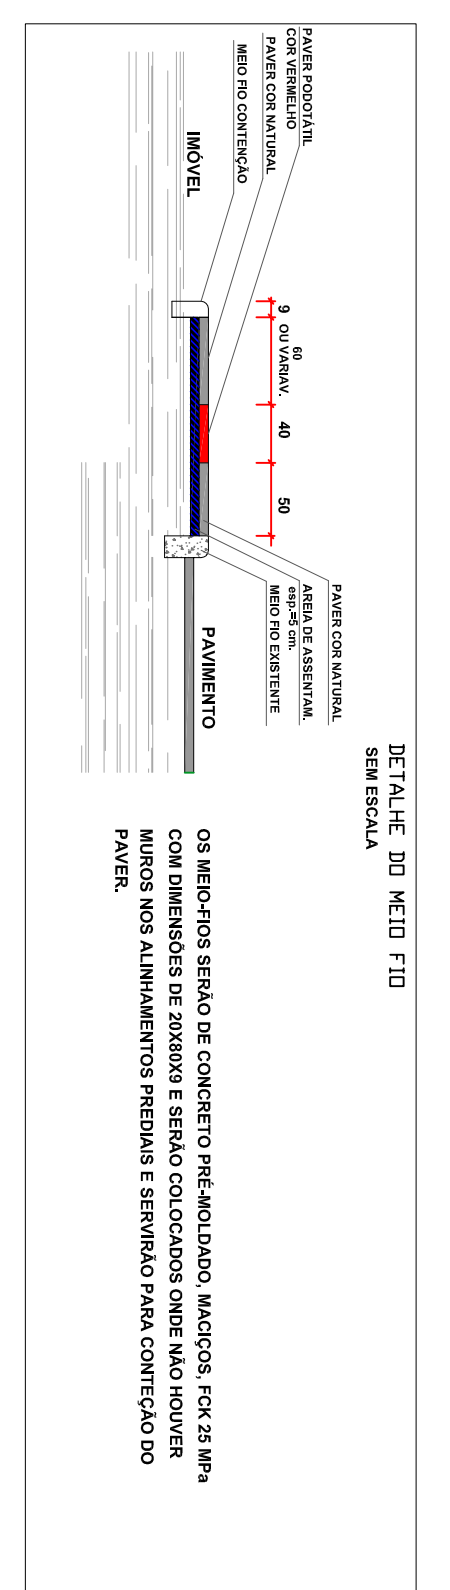 DETALHE DO MEIO FIO
SEM ESCALA
PAVER PODOTÁTIL
COR VERMELHO
PAVER COR NATURAL
MEIO FIO CONTENÇÃO
IMÓVEL
9
60
OU VARIAV.
40
50
PAVER COR NATURAL
AREIA DE ASSENTAM.
esp.=5 cm.
MEIO FIO EXISTENTE
PAVIMENTO
OS MEIO-FIOS SERÃO DE CONCRETO PRÉ-MOLDADO, MACIÇOS, FCK 25 MPa
COM DIMENSÕES DE 20X80X9 E SERÃO COLOCADOS ONDE NÃO HOUVER
MUROS NOS ALINHAMENTOS PREDIAIS E SERVIRÃO PARA CONTEÇÃO DO
PAVER.